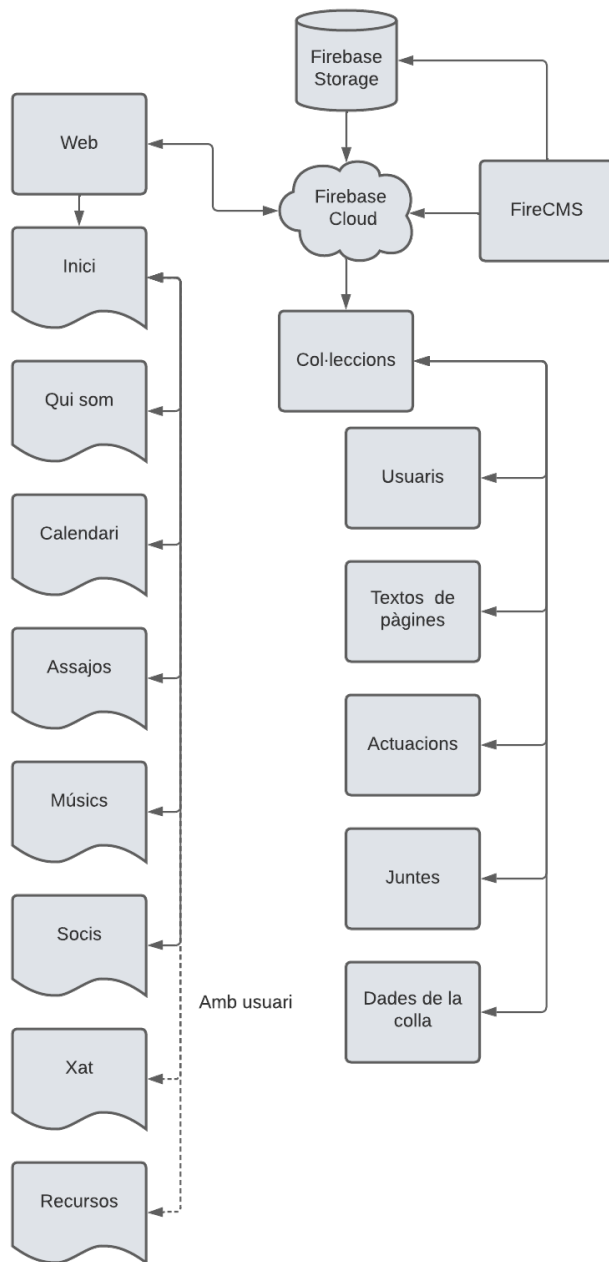 Firebase
Storage
Web
Firebase
Cloud
FireCMS
Inici
Col·leccions
Qui som
Usuaris
Calendari
Textos de
pàgines
Assajos
Actuacions
Músics
Juntes
Socis
Amb usuari
Dades de la
colla
Xat
Recursos